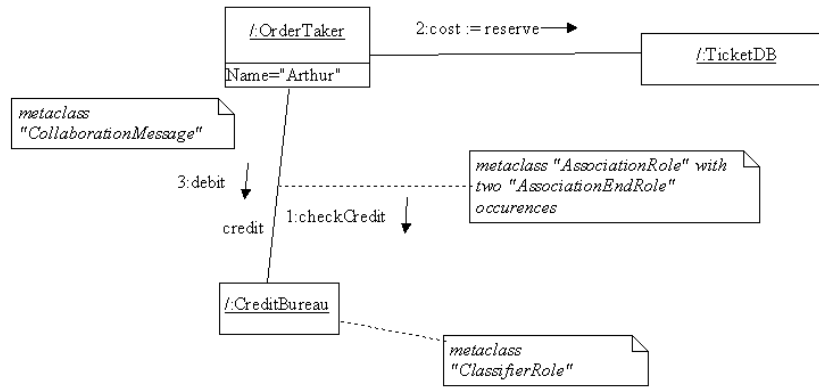 /:OrderTaker
2:cost := reserve
/:TicketDB
Name="Arthur"
metaclass
"CollaborationMessage"
3:debit
metaclass "AssociationRole" with
two "AssociationEndRole"
occurences
credit
1:checkCredit
/:CreditBureau
metaclass
"ClassifierRole"